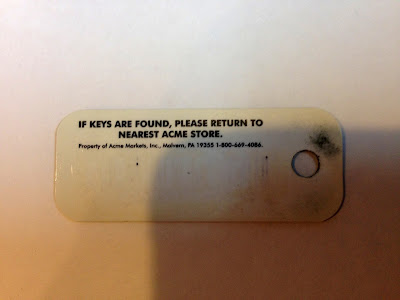 IF KEYS ARE FOUND, PLEASE RETURN TO
NEAREST ACME STORE.
Property of Acme Markets, Inc., Malvern, PA 19355 1-800-669-4086.